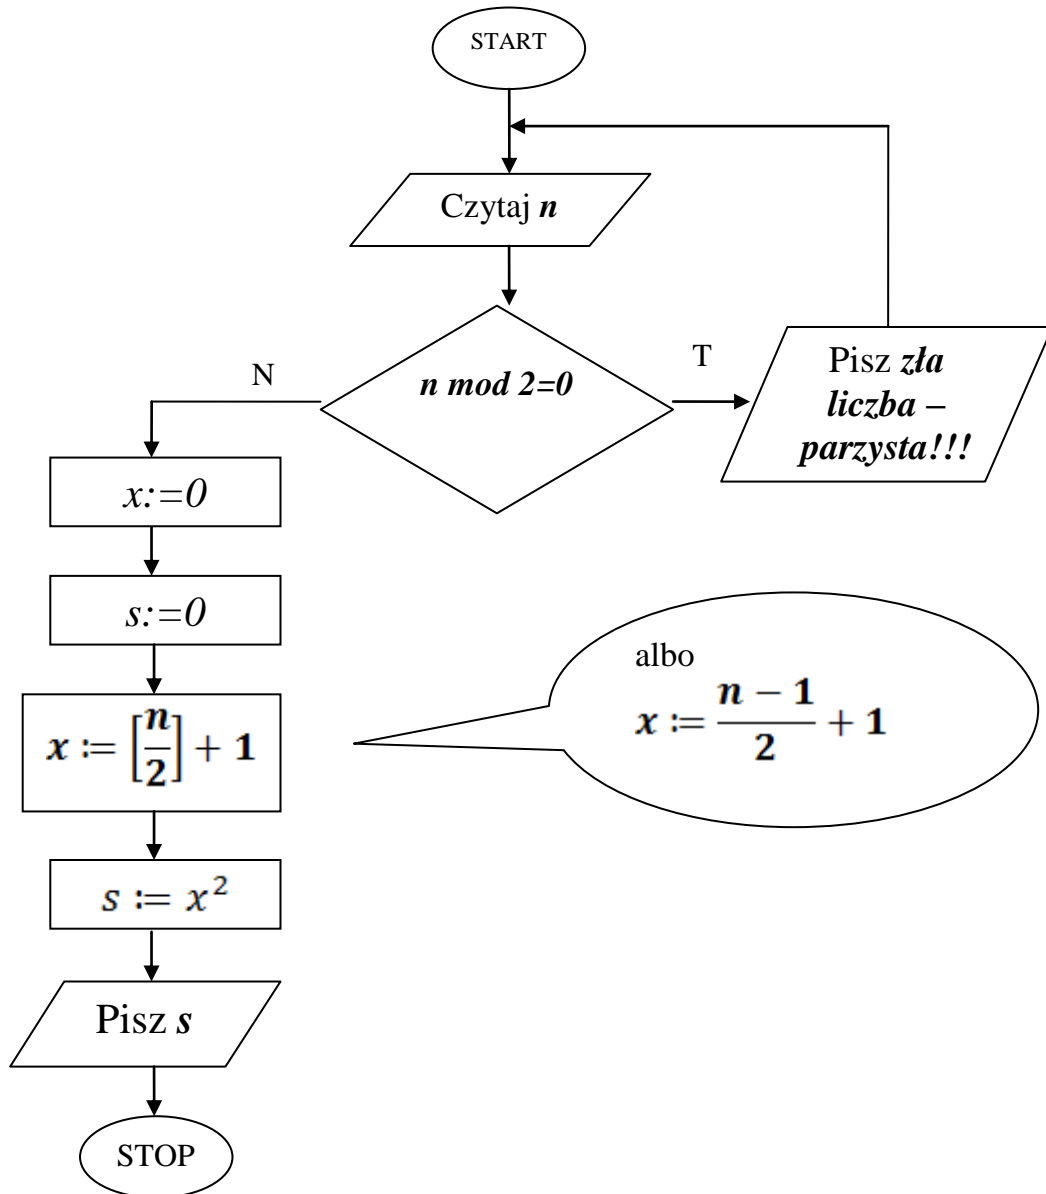 START
Czytaj n
n mod 2=0
N
T
Pisz zła
liczba –
parzysta!!!
x:=0
s:=0
x := [n/2] + 1
albo
x := (n − 1)/2 + 1
s := x²
Pisz s
STOP